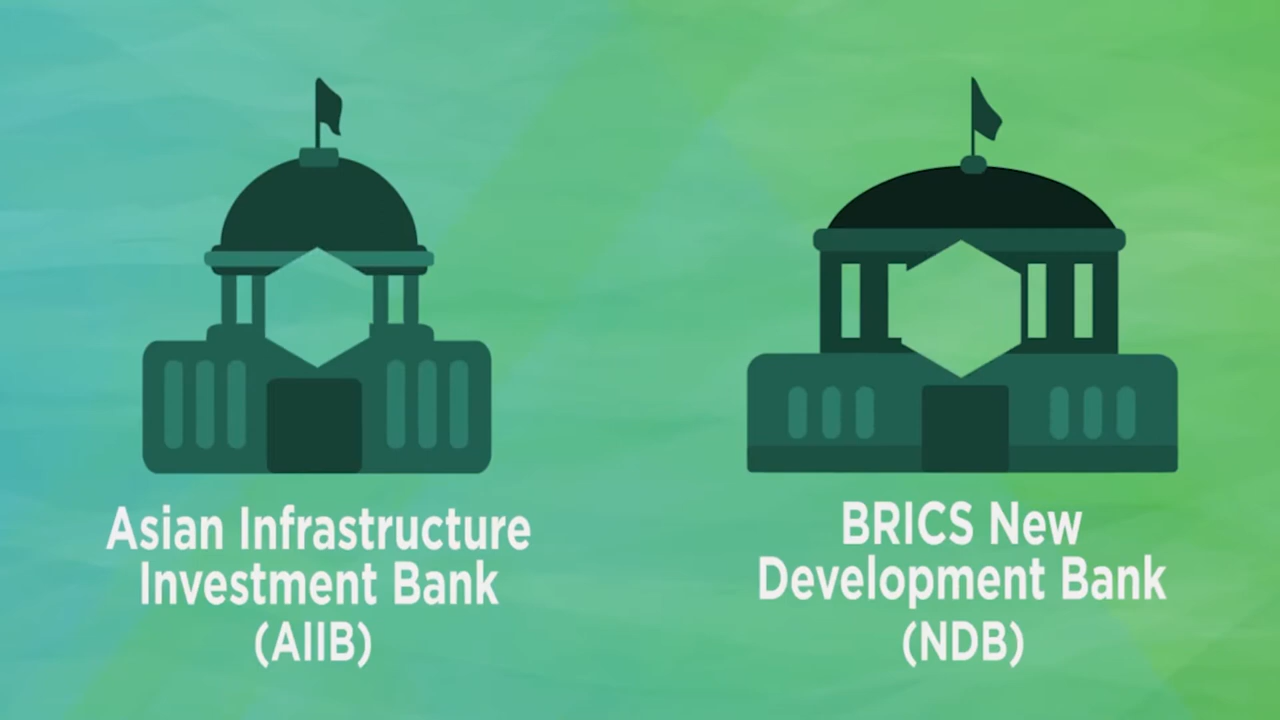 Asian Infrastructure
Investment Bank
(AIIB)
BRICS New
Development Bank
(NDB)